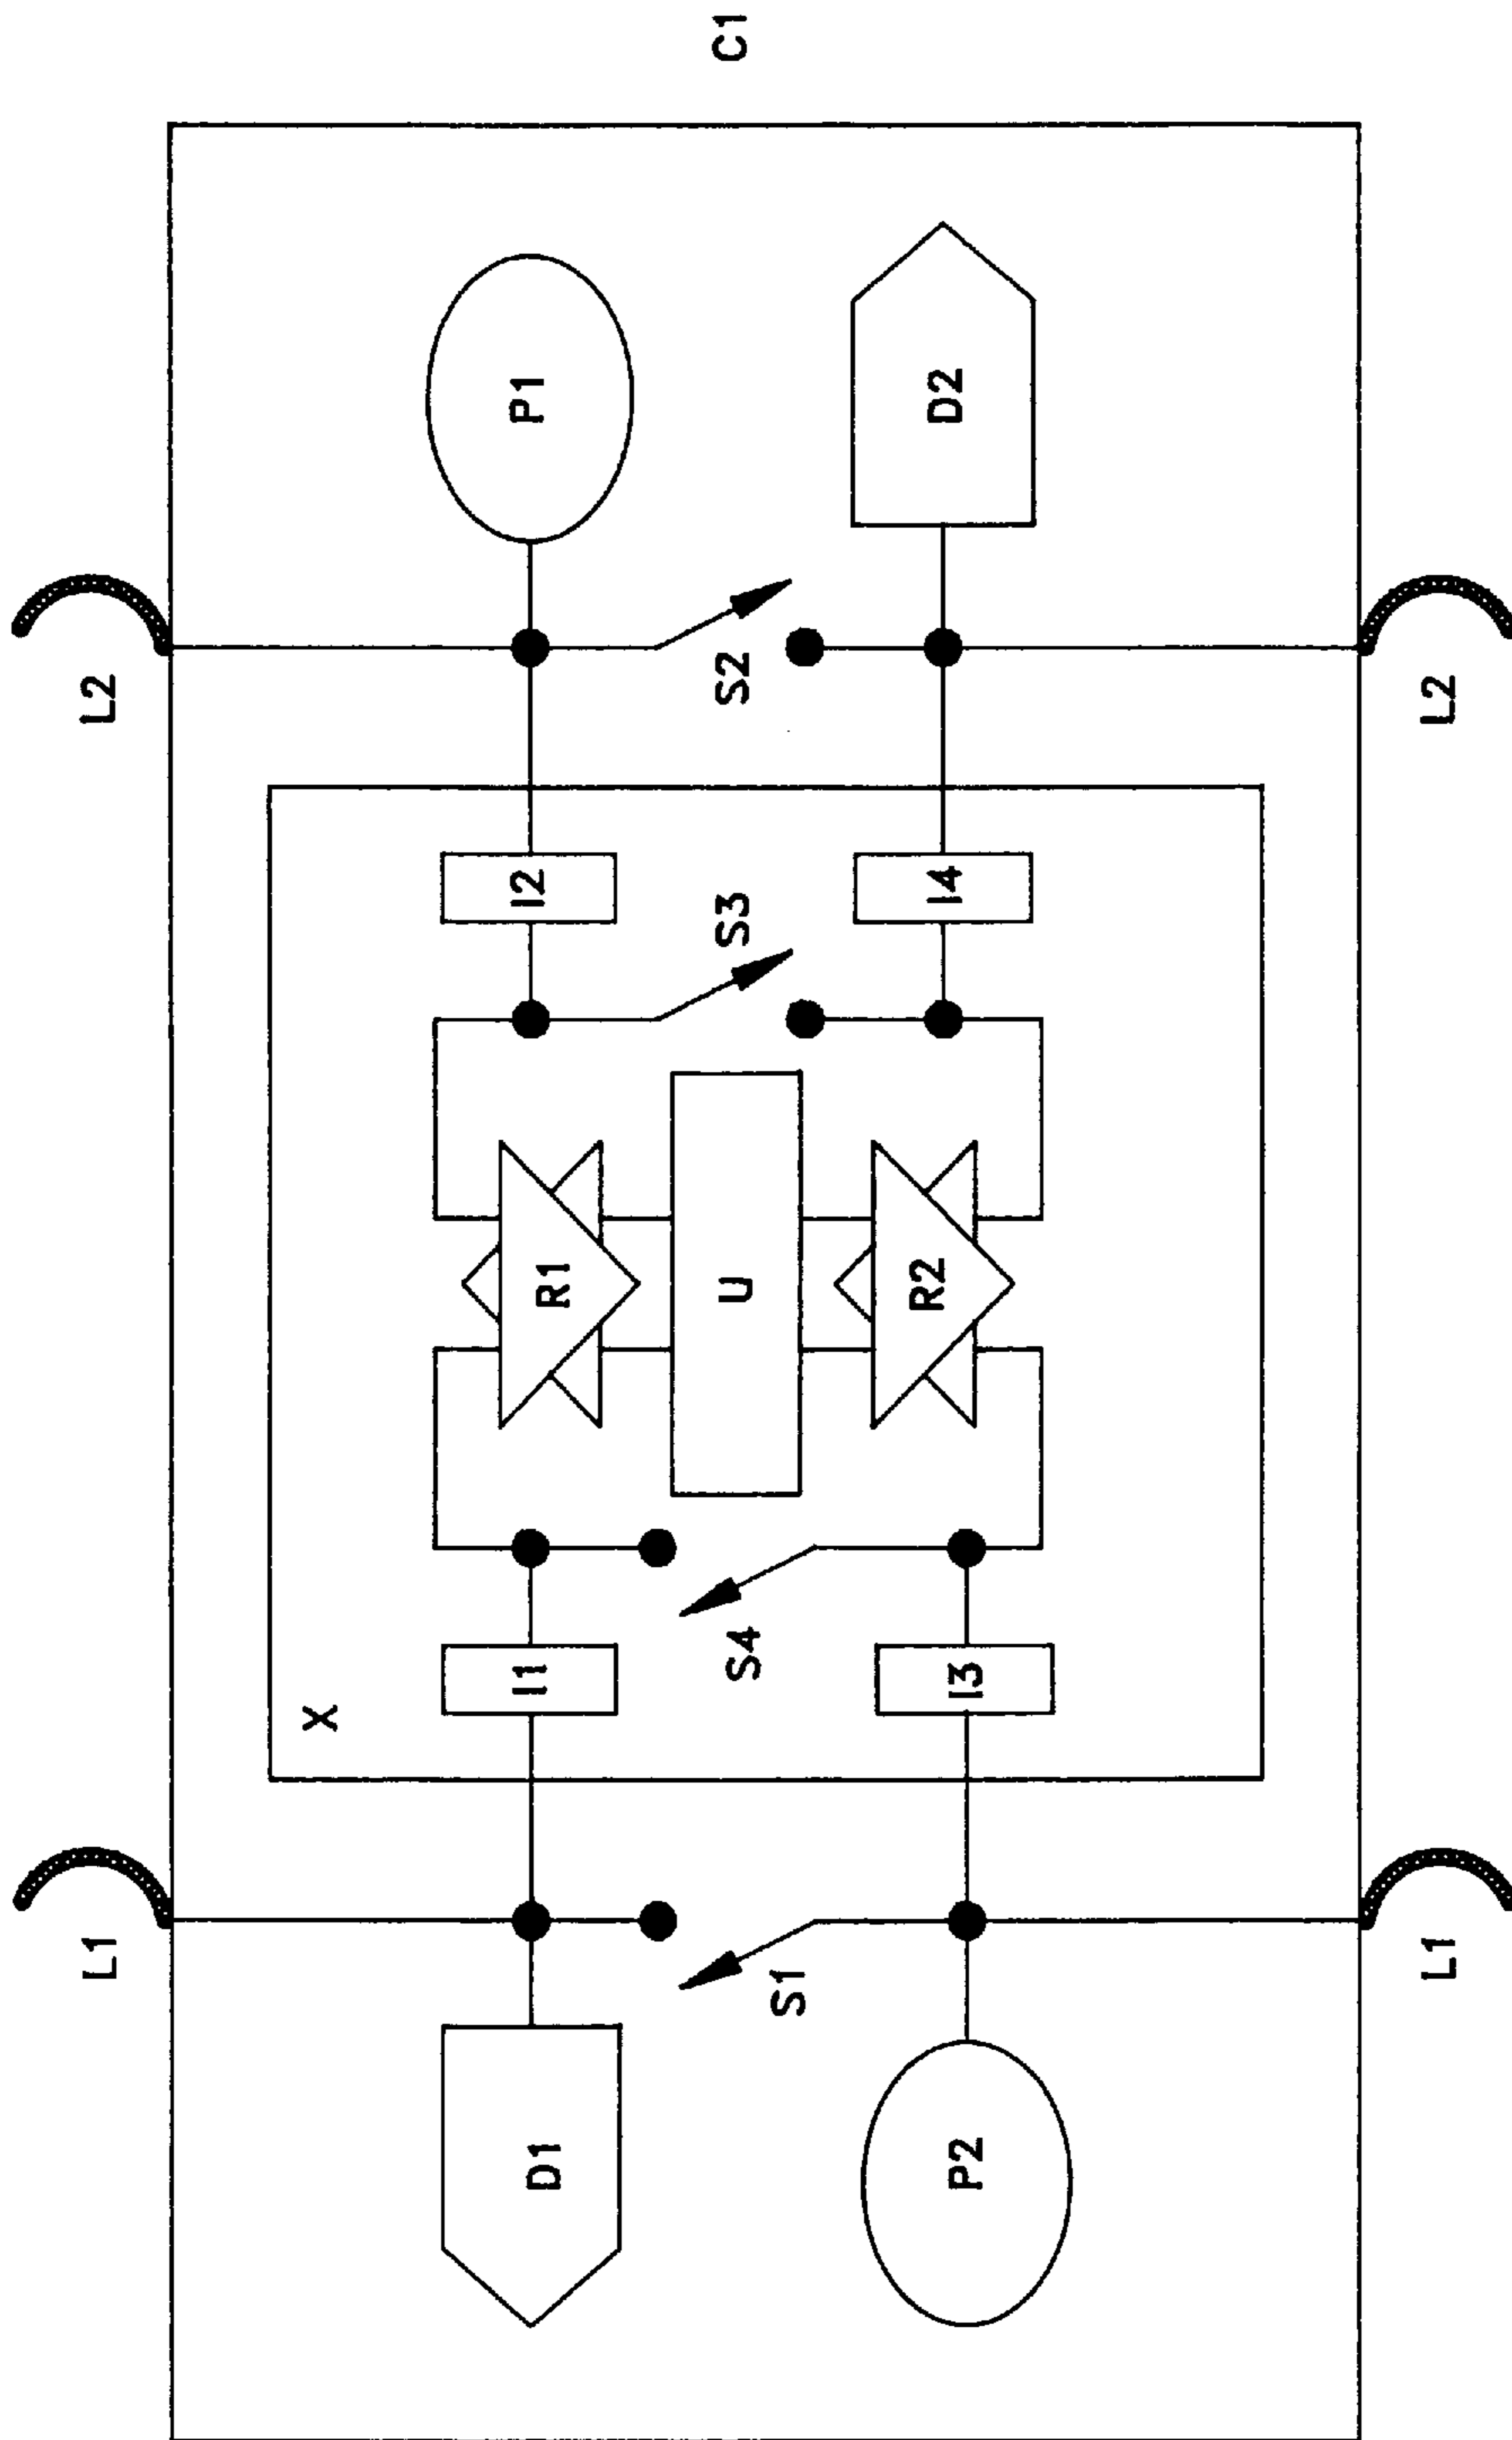 L1 L2
X
D1 I1 R1 I2 P1
S1 S4 U S3 S2 C1
P2 I3 R2 I4 D2
L1 L2